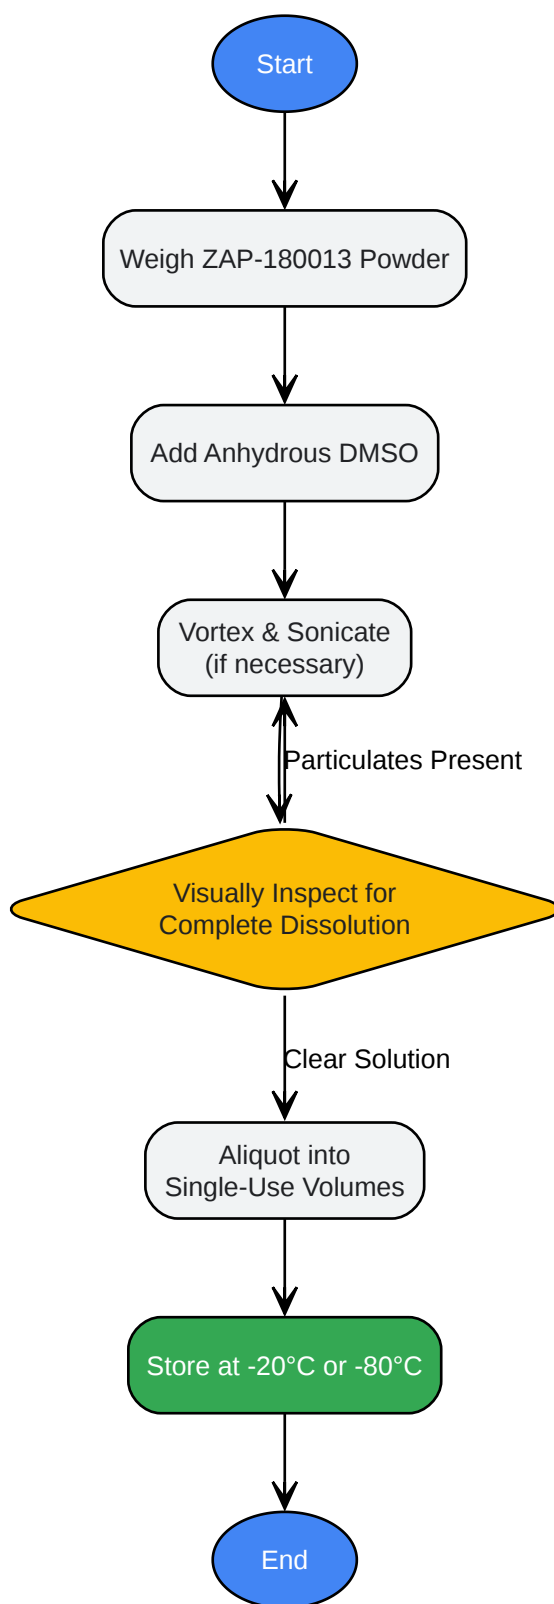 Start
Weigh ZAP-180013 Powder
Add Anhydrous DMSO
Vortex & Sonicate
(if necessary)
Particulates Present
Visually Inspect for
Complete Dissolution
Clear Solution
Aliquot into
Single-Use Volumes
Store at -20°C or -80°C
End